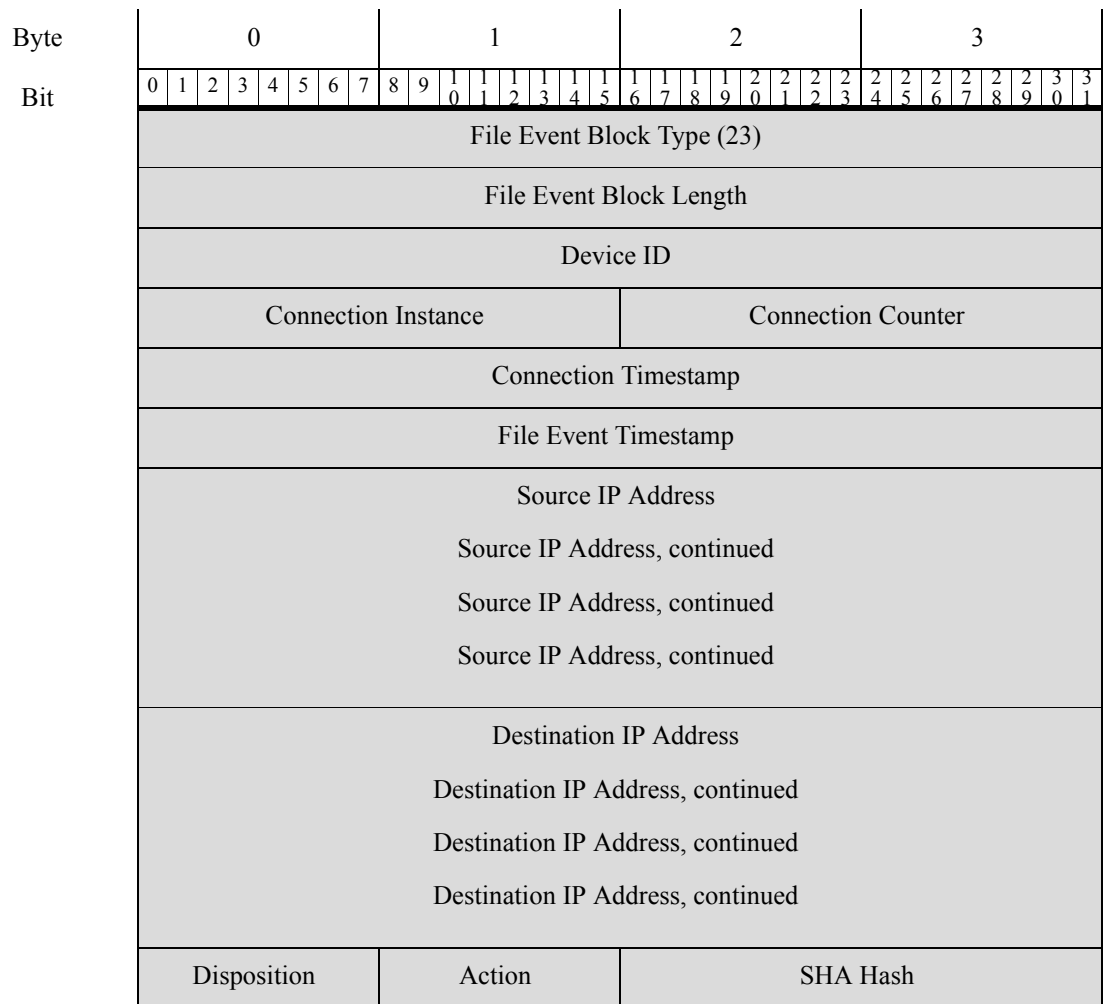 Byte 0 1 2 3
Bit 0 1 2 3 4 5 6 7 8 9 10 11 12 13 14 15 16 17 18 19 20 21 22 23 24 25 26 27 28 29 30 31
File Event Block Type (23)
File Event Block Length
Device ID
Connection Instance Connection Counter
Connection Timestamp
File Event Timestamp
Source IP Address
Source IP Address, continued
Source IP Address, continued
Source IP Address, continued
Destination IP Address
Destination IP Address, continued
Destination IP Address, continued
Destination IP Address, continued
Disposition Action SHA Hash